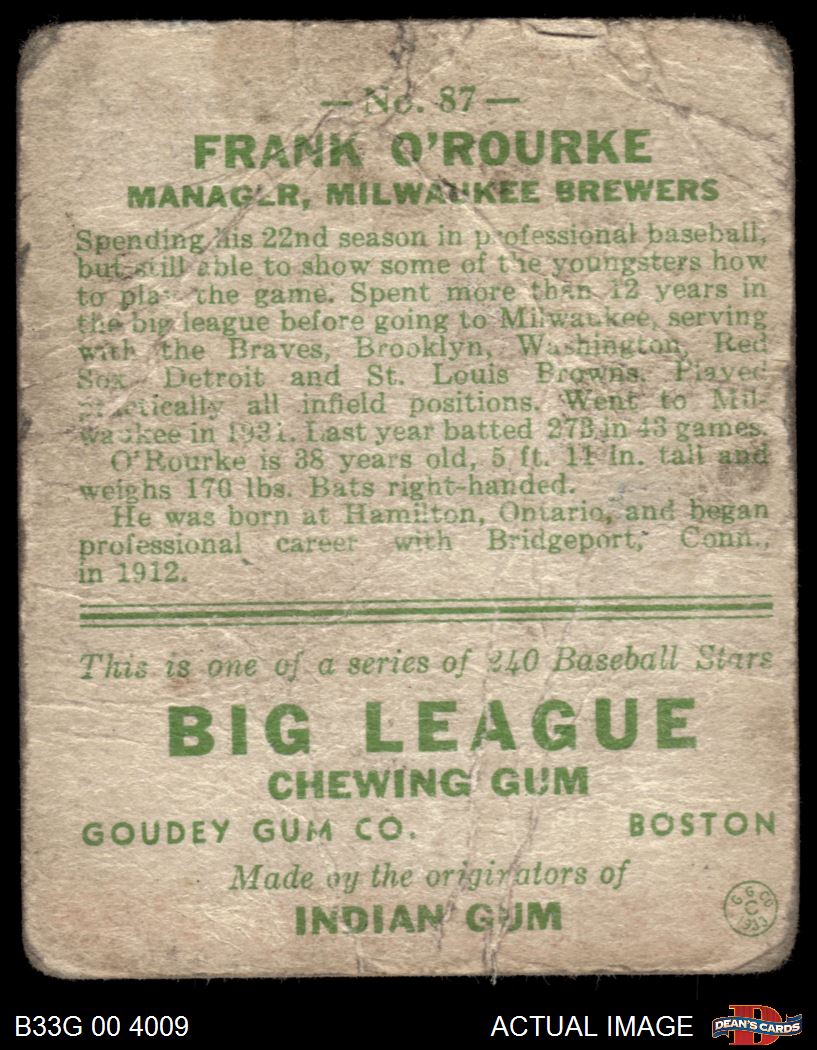 — No. 87 —
FRANK O'ROURKE
MANAGER, MILWAUKEE BREWERS
Spending his 22nd season in professional baseball,
but still able to show some of the youngsters how
to play the game. Spent more than 12 years in
the big league before going to Milwaukee, serving
with the Braves, Brooklyn, Washington, Red
Sox, Detroit and St. Louis Browns. Played
practically all infield positions. Went to Mil-
waukee in 1931. Last year batted 273 in 43 games.
O'Rourke is 38 years old, 5 ft. 11 in. tall and
weighs 170 lbs. Bats right-handed.
He was born at Hamilton, Ontario, and began
professional career with Bridgeport, Conn.,
in 1912.
This is one of a series of 240 Baseball Stars
BIG LEAGUE
CHEWING GUM
GOUDEY GUM CO. BOSTON
Made by the originators of
INDIAN GUM
G. G. CO.
C
1933
B33G 00 4009
ACTUAL IMAGE
D
DEAN'S CARDS